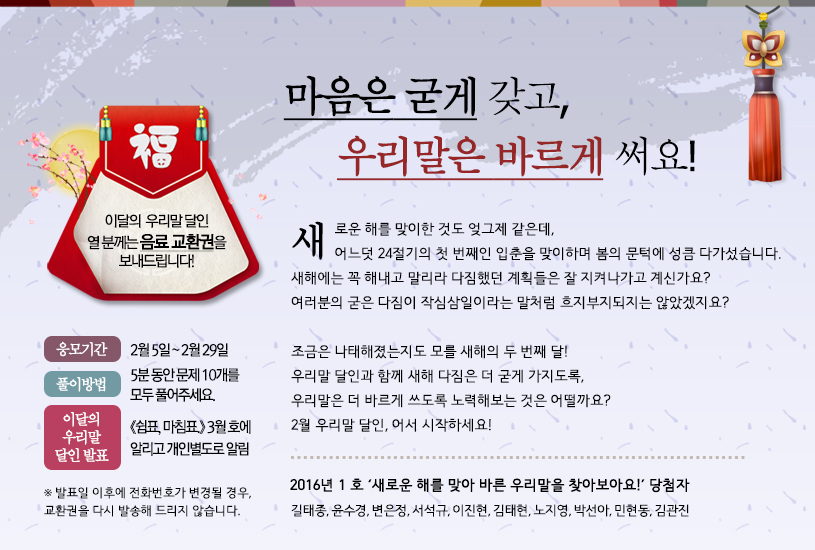 마음은 굳게 갖고,
우리말은 바르게 써요!
福
이달의 우리말 달인
열 분께는 음료 교환권을
보내드립니다!
새로운 해를 맞이한 것도 엊그제 같은데,
어느덧 24절기의 첫 번째인 입춘을 맞이하며 봄의 문턱에 성큼 다가섰습니다.
새해에는 꼭 해내고 말리라 다짐했던 계획들은 잘 지켜나가고 계신가요?
여러분의 굳은 다짐이 작심삼일이라는 말처럼 흐지부지되지는 않았겠지요?
조금은 나태해졌는지도 모를 새해의 두 번째 달!
우리말 달인과 함께 새해 다짐은 더 굳게 가지도록,
우리말은 더 바르게 쓰도록 노력해보는 것은 어떨까요?
2월 우리말 달인, 어서 시작하세요!
응모기간 2월 5일 ~ 2월 29일
풀이방법 5분 동안 문제 10개를
모두 풀어주세요.
이달의
우리말
달인 발표
《쉼표, 마침표.》 3월 호에
알리고 개인별도로 알림
※ 발표일 이후에 전화번호가 변경될 경우,
교환권을 다시 발송해 드리지 않습니다.
2016년 1 호 ‘새로운 해를 맞아 바른 우리말을 찾아보아요!’ 당첨자
길태종, 윤수경, 변은정, 서석규, 이진현, 김태현, 노지영, 박선아, 민현동, 김관진